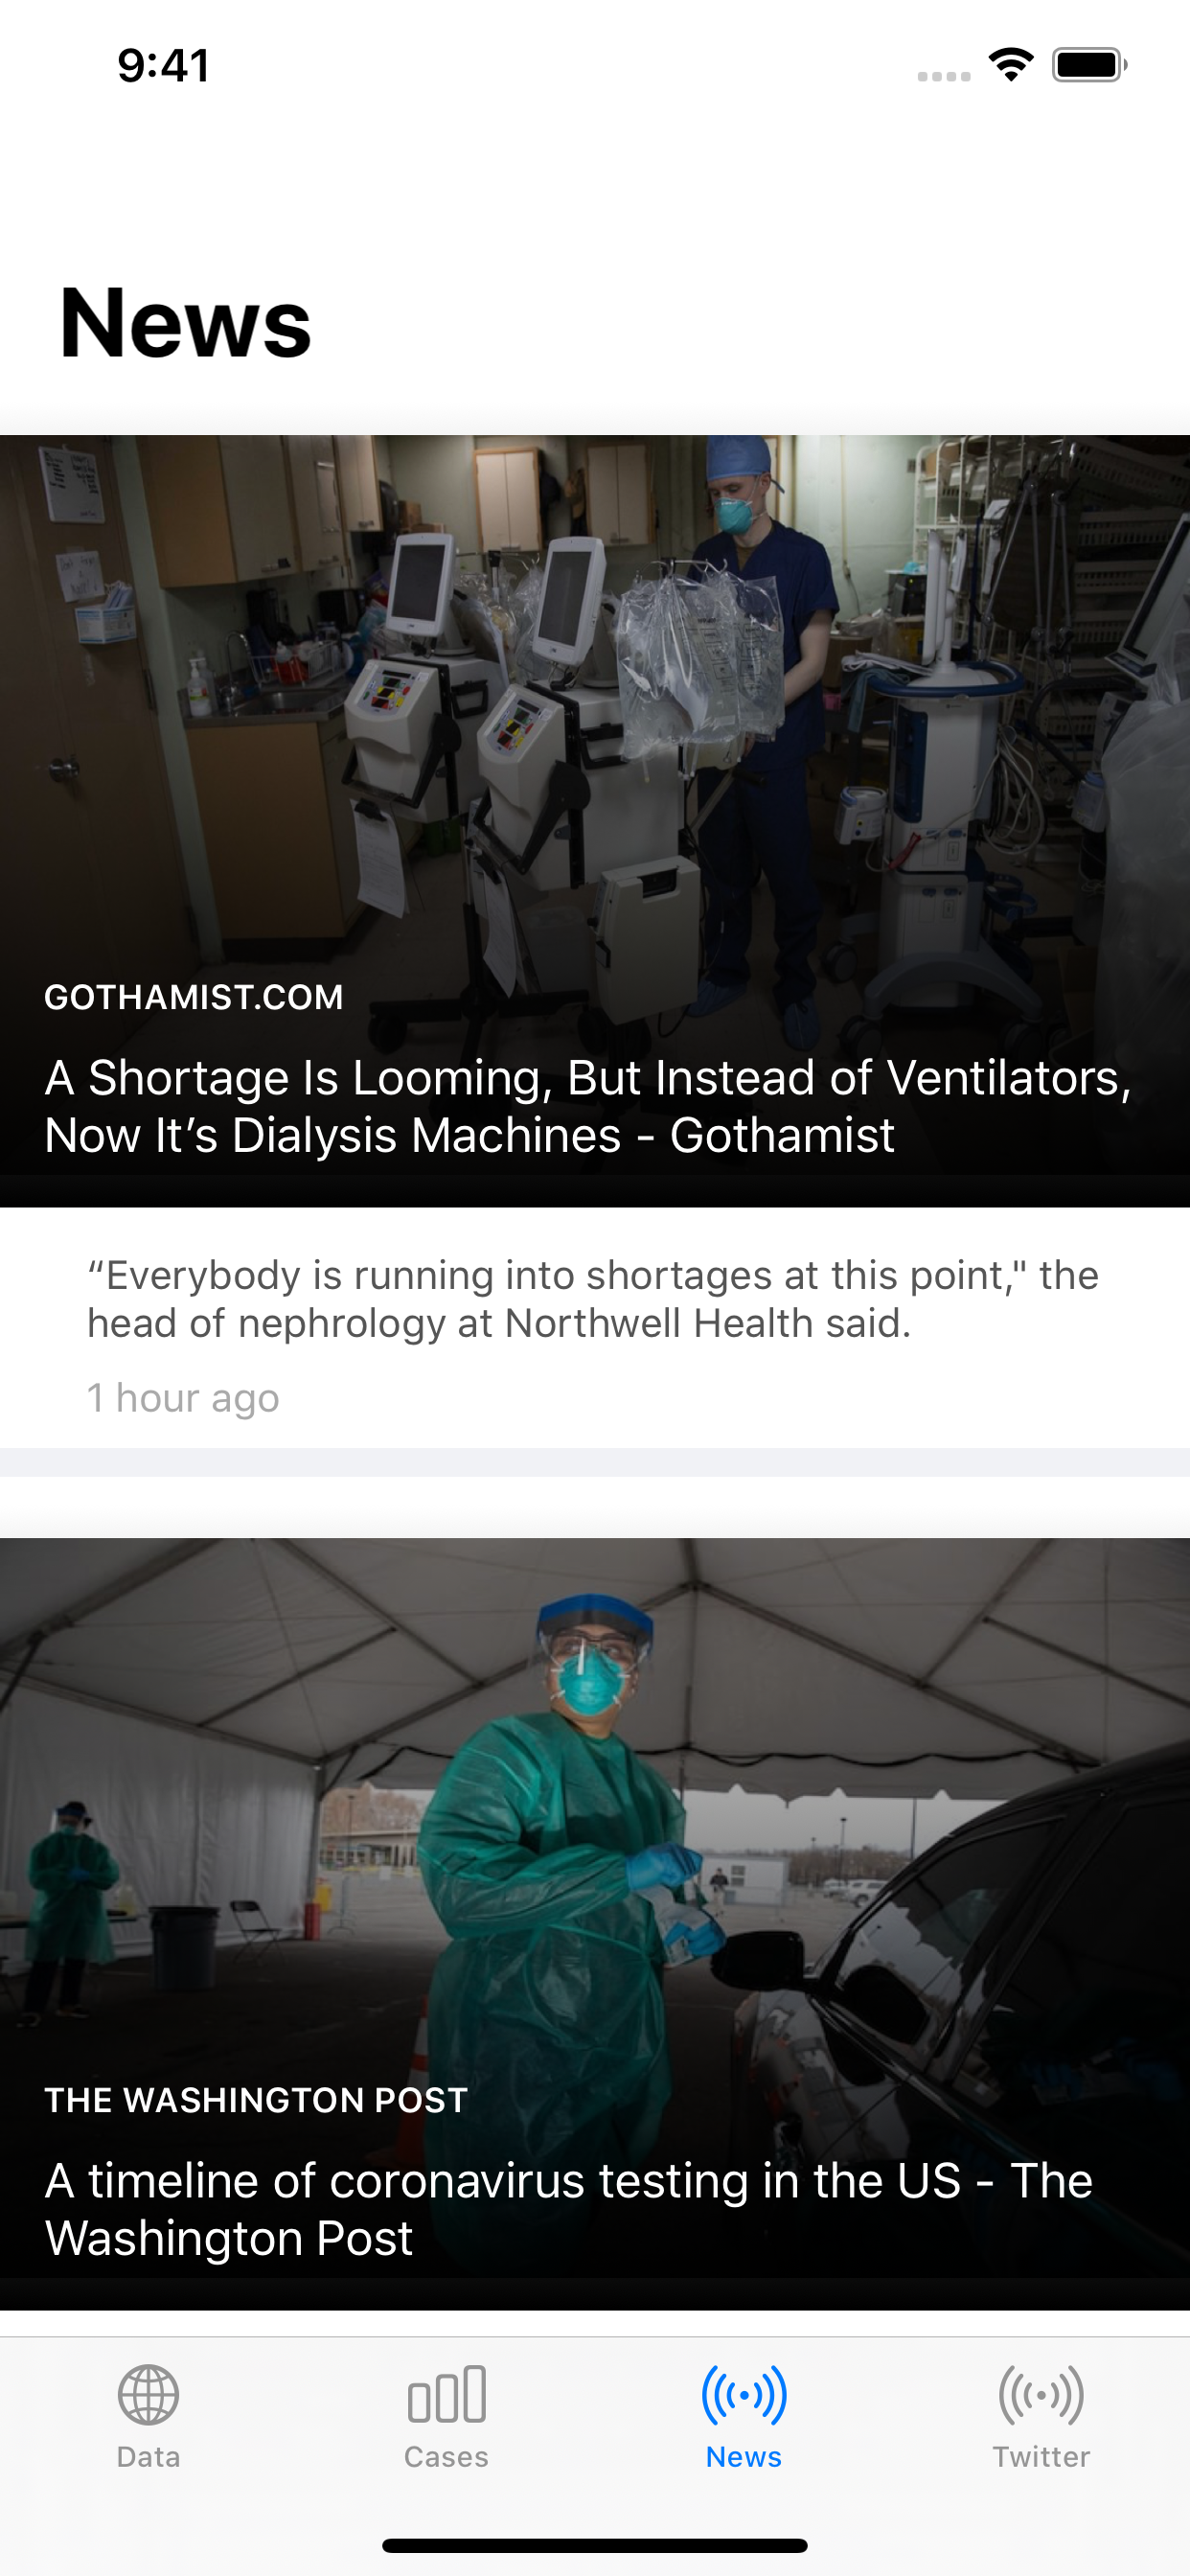 9:41
News
GOTHAMIST.COM
A Shortage Is Looming, But Instead of Ventilators,
Now It’s Dialysis Machines - Gothamist
“Everybody is running into shortages at this point," the
head of nephrology at Northwell Health said.
1 hour ago
THE WASHINGTON POST
A timeline of coronavirus testing in the US - The
Washington Post
Data
Cases
News
Twitter